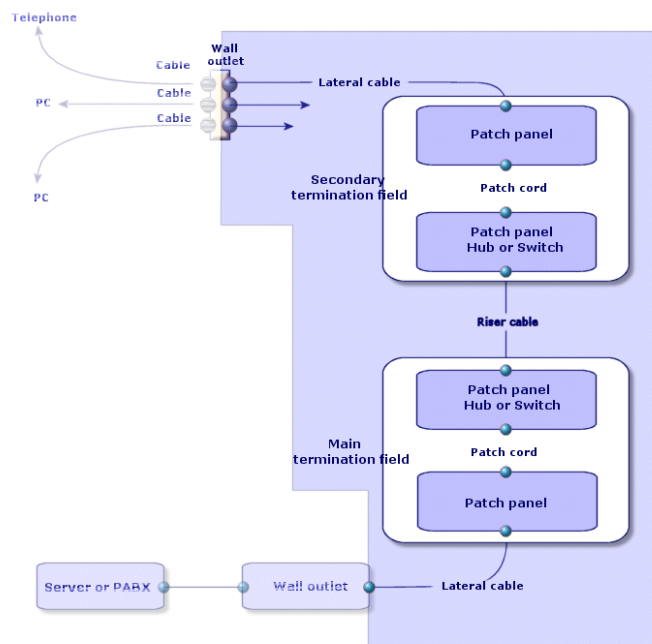 Telephone
Wall
outlet
Cable
Lateral cable
Cable
PC
Cable
Patch panel
Secondary
termination field
Patch cord
PC
Patch panel
Hub or Switch
Riser cable
Patch panel
Hub or Switch
Main
termination field
Patch cord
Patch panel
Server or PABX
Wall outlet
Lateral cable